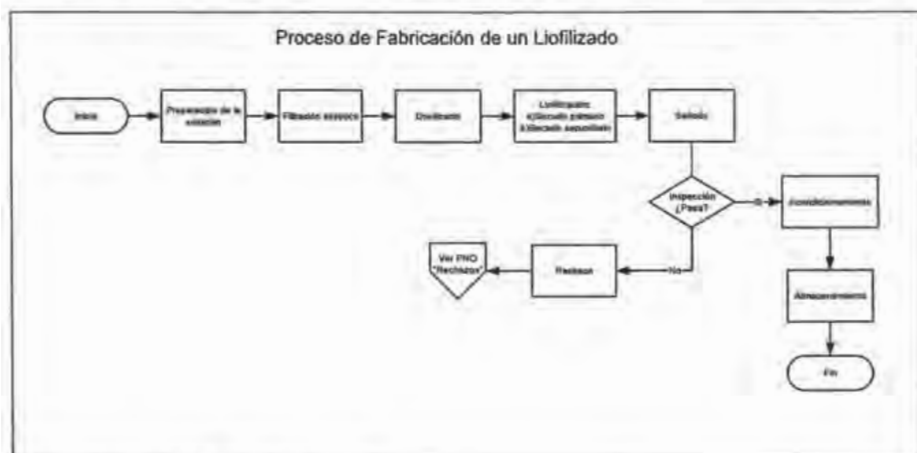 Proceso de Fabricación de un Liofilizado
Inicio
Preparación de la
solución
Filtración
Dosificado
a)Secado primario
b)Secado secundario
Sellado
Inspección
¿Pasa?
Si
Acondicionamiento
Ver PNO
"Rechazos"
Rechazo
No
Almacenamiento
Fin